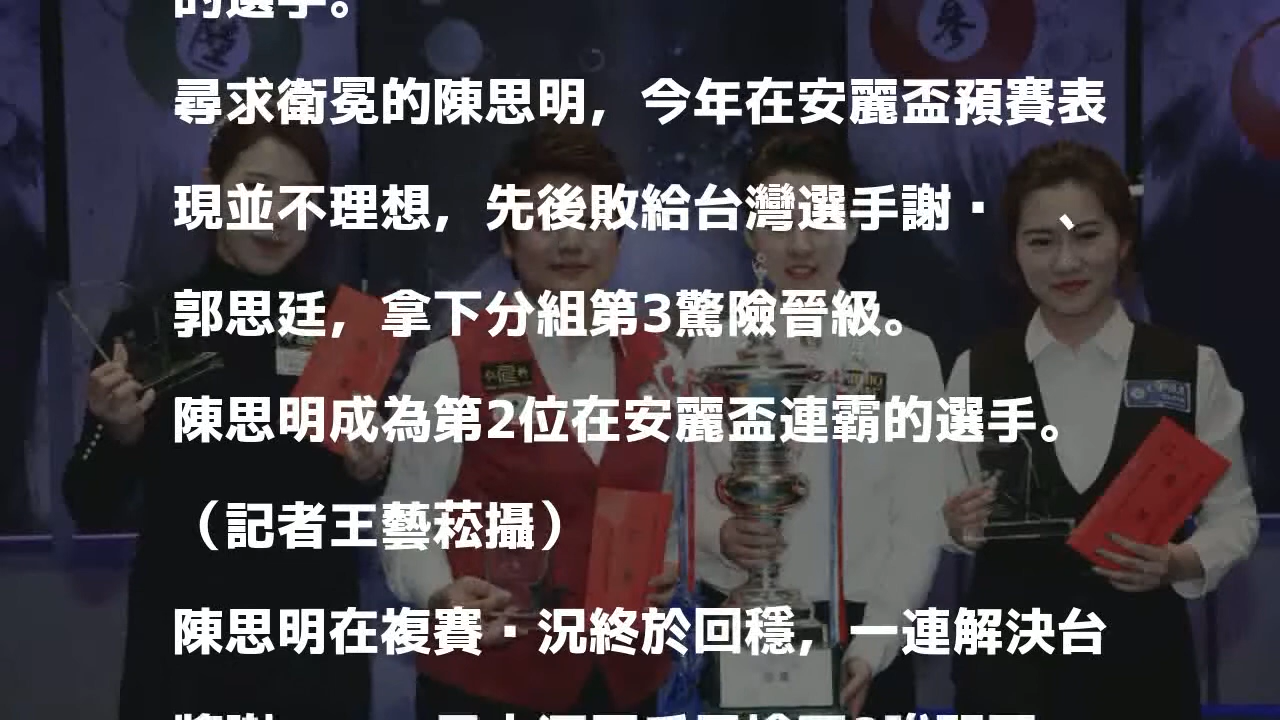 的選手。
尋求衛冕的陳思明，今年在安麗盃預賽表
現並不理想，先後敗給台灣選手謝·　、
郭思廷，拿下分組第3驚險晉級。
陳思明成為第2位在安麗盃連霸的選手。
（記者王藝菘攝）
陳思明在複賽·況終於回穩，一連解決台